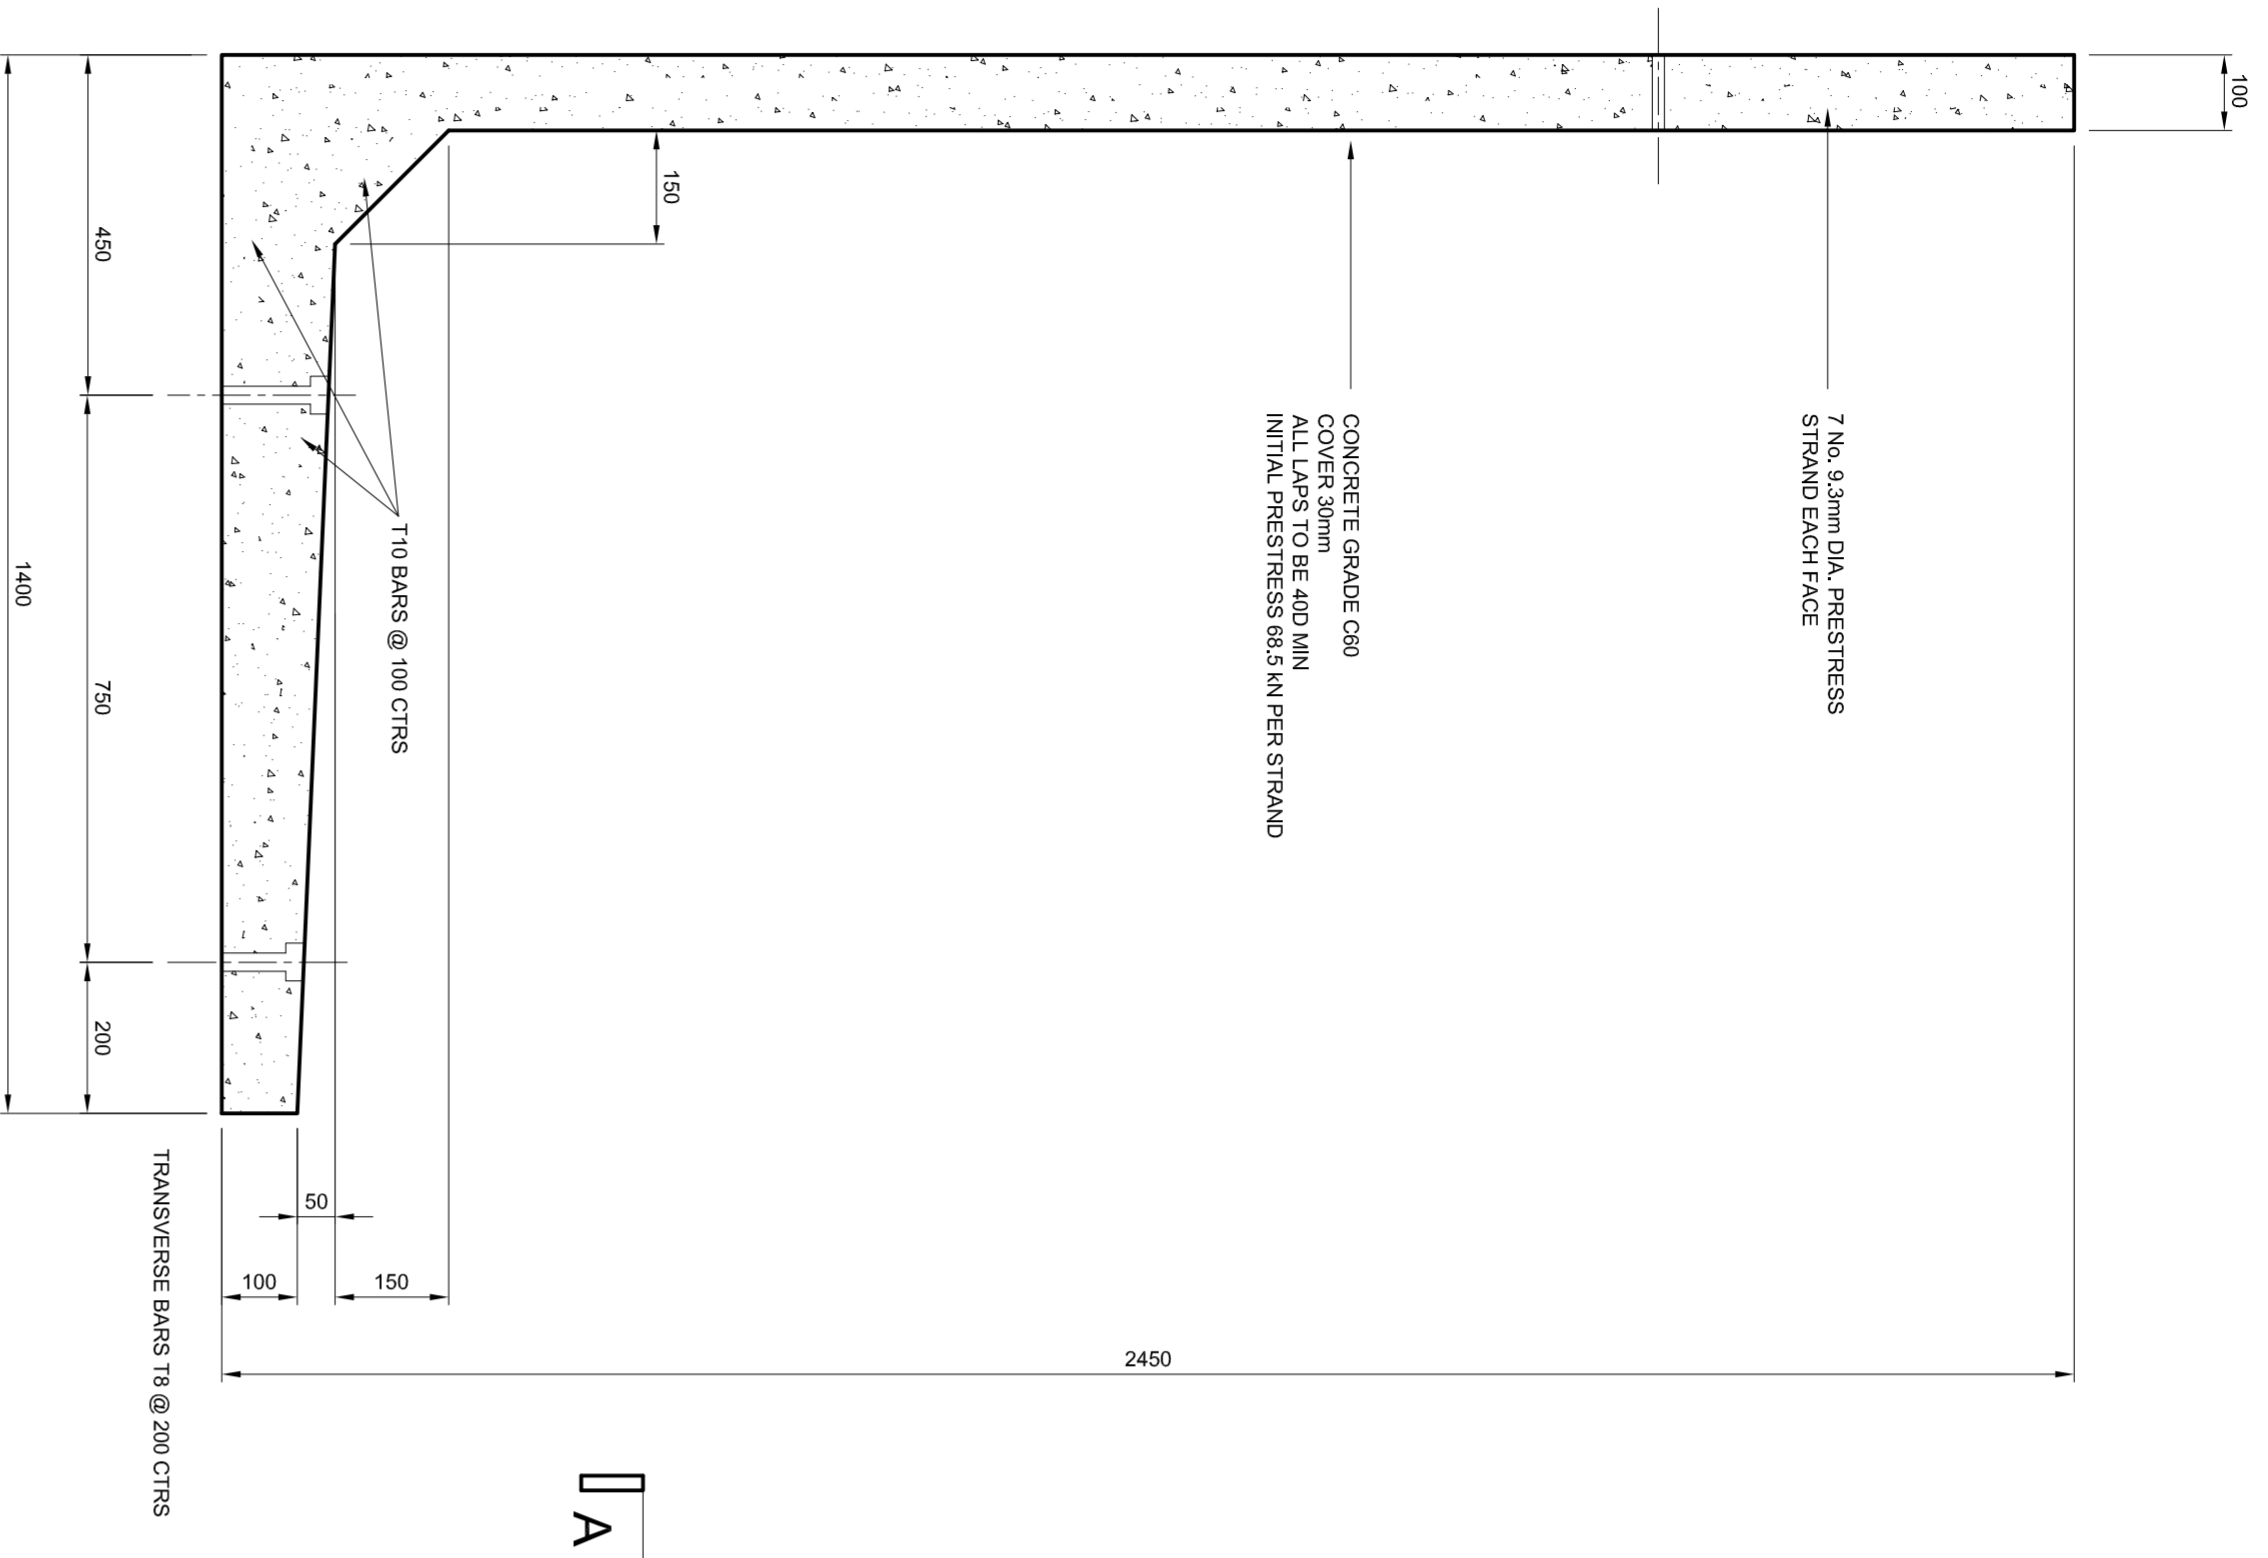 100
7 No. 9.3mm DIA. PRESTRESS
STRAND EACH FACE
CONCRETE GRADE C60
COVER 30mm
ALL LAPS TO BE 40D MIN
INITIAL PRESTRESS 68.5 kN PER STRAND
150
T10 BARS @ 100 CTRS
450
750
200
1400
50
100
150
2450
TRANSVERSE BARS T8 @ 200 CTRS
A